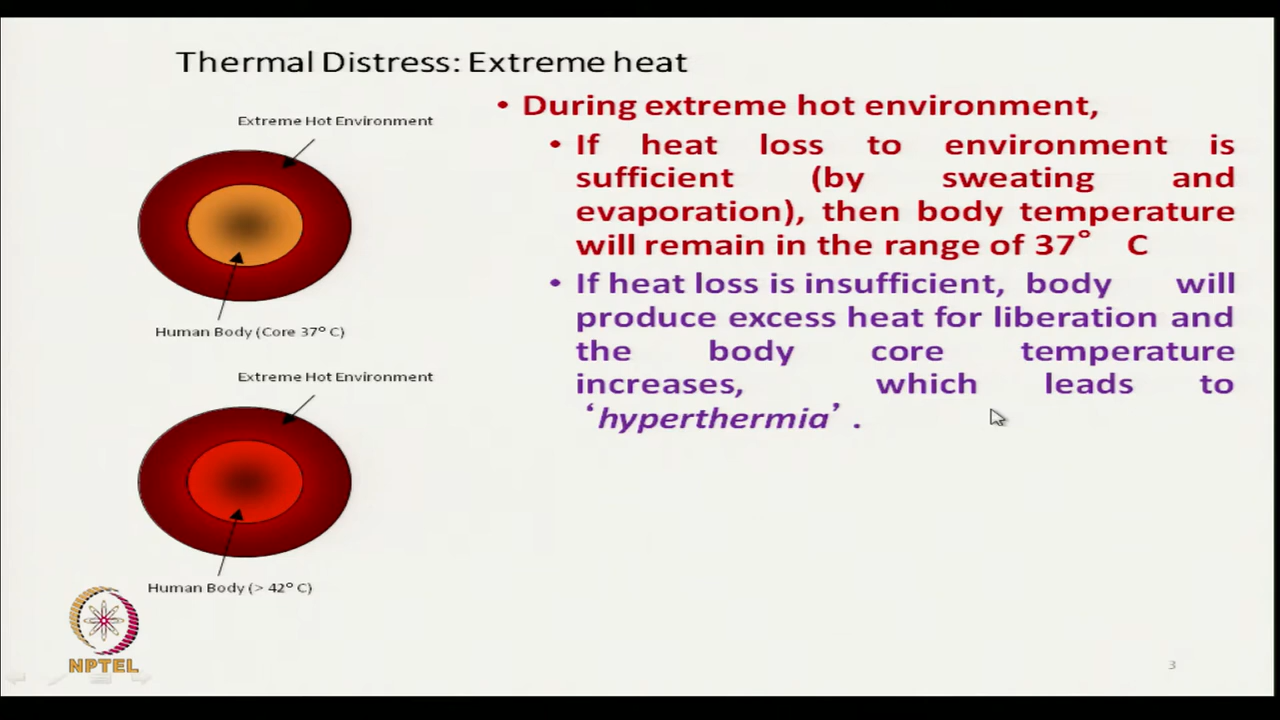 Thermal Distress: Extreme heat
Extreme Hot Environment
Human Body (Core 37° C)
Extreme Hot Environment
Human Body (> 42° C)
• During extreme hot environment,
• If heat loss to environment is
sufficient (by sweating and
evaporation), then body temperature
will remain in the range of 37° C
• If heat loss is insufficient, body will
produce excess heat for liberation and
the body core temperature
increases, which leads to
‘hyperthermia’.
NPTEL
3